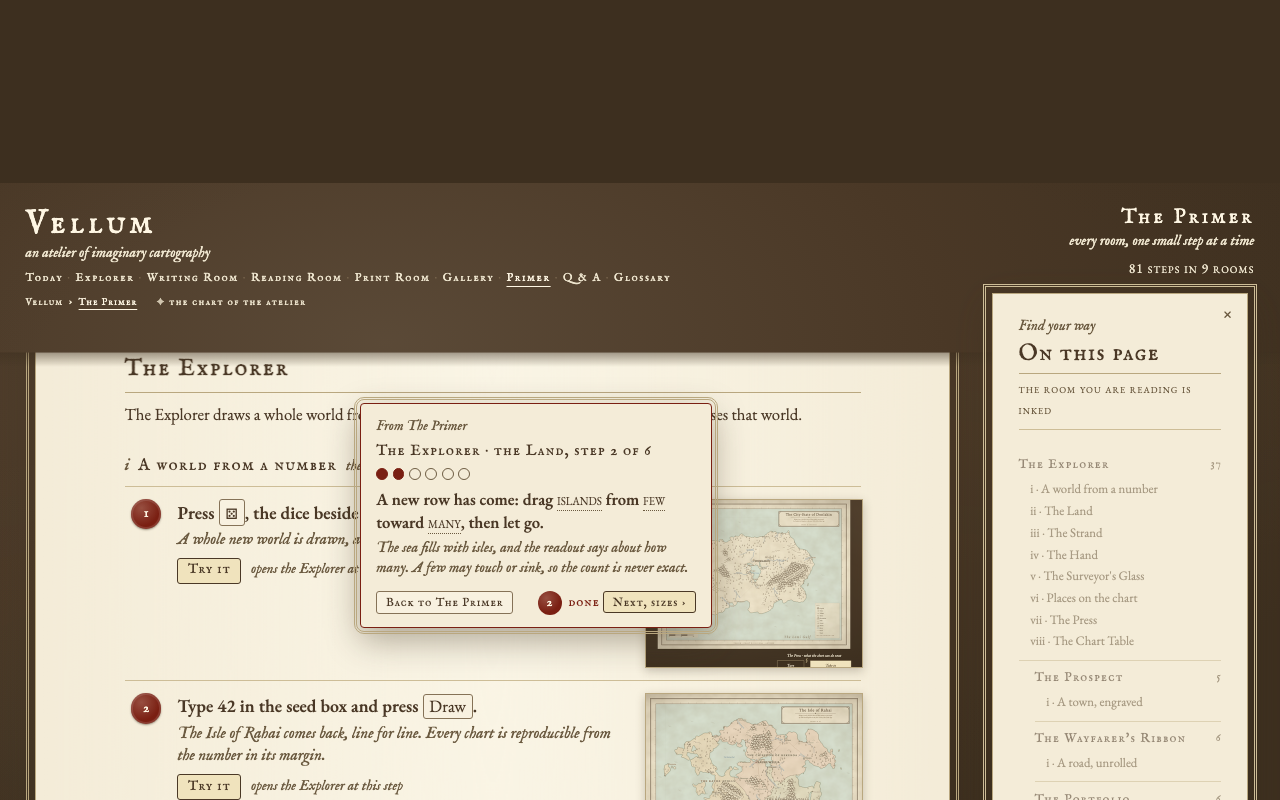 Vellum
an atelier of imaginary cartography
Today · Explorer · Writing Room · Reading Room · Print Room · Gallery · Primer · Q & A · Glossary
Vellum › The Primer ✦ the chart of the atelier
The Primer
every room, one small step at a time
81 steps in 9 rooms
The Explorer
The Explorer draws a whole world
ses that world.
i A world from a number
1
Press ⚄, the dice beside
A whole new world is drawn,
Try it opens the Explorer at
From The Primer
The Explorer · the Land, step 2 of 6
A new row has come: drag islands from few
toward many, then let go.
The sea fills with isles, and the readout says about how
many. A few may touch or sink, so the count is never exact.
Back to The Primer 2 done Next, sizes ›
2
Type 42 in the seed box and press Draw.
The Isle of Rahai comes back, line for line. Every chart is reproducible from
the number in its margin.
Try it opens the Explorer at this step
The Isle of Rahai
×
Find your way
On this page
the room you are reading is
inked
The Explorer 37
i · A world from a number
ii · The Land
iii · The Strand
iv · The Hand
v · The Surveyor's Glass
vi · Places on the chart
vii · The Press
viii · The Chart Table
The Prospect 5
i · A town, engraved
The Wayfarer's Ribbon 6
i · A road, unrolled
The Portfolio 6